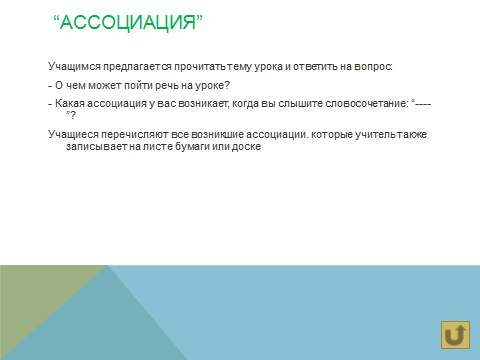 “АССОЦИАЦИЯ”
Учащимся предлагается прочитать тему урока и ответить на вопрос:
- О чем может пойти речь на уроке?
- Какая ассоциация у вас возникает, когда вы слышите словосочетание: “----
”?
Учащиеся перечисляют все возникшие ассоциации. которые учитель также
записывает на листе бумаги или доске